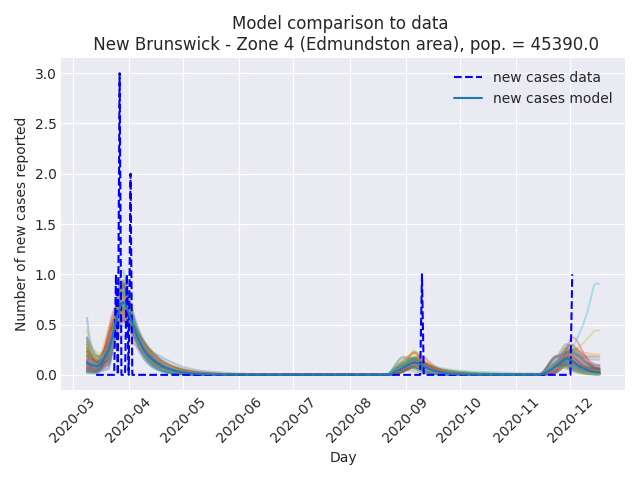 Model comparison to data
New Brunswick - Zone 4 (Edmundston area), pop. = 45390.0
new cases data
new cases model
Number of new cases reported
3.0
2.5
2.0
1.5
1.0
0.5
0.0
2020-03
2020-04
2020-05
2020-06
2020-07
2020-08
2020-09
2020-10
2020-11
2020-12
Day